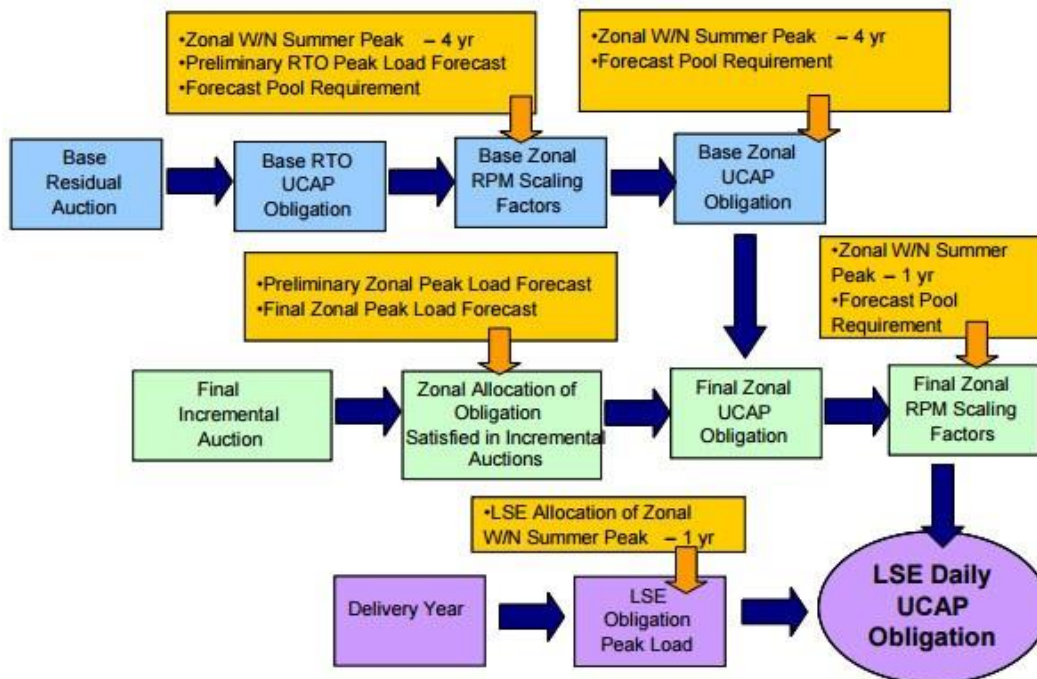 •Zonal W/N Summer Peak – 4 yr
•Preliminary RTO Peak Load Forecast
•Forecast Pool Requirement
•Zonal W/N Summer Peak – 4 yr
•Forecast Pool Requirement
Base
Residual
Auction
Base RTO
UCAP
Obligation
Base Zonal
RPM Scaling
Factors
Base Zonal
UCAP
Obligation
•Preliminary Zonal Peak Load Forecast
•Final Zonal Peak Load Forecast
•Zonal W/N Summer
Peak – 1 yr
•Forecast Pool
Requirement
Final
Incremental
Auction
Zonal Allocation of
Obligation
Satisfied in Incremental
Auctions
Final Zonal
UCAP
Obligation
Final Zonal
RPM Scaling
Factors
•LSE Allocation of Zonal
W/N Summer Peak – 1 yr
Delivery Year
LSE
Obligation
Peak Load
LSE Daily
UCAP
Obligation